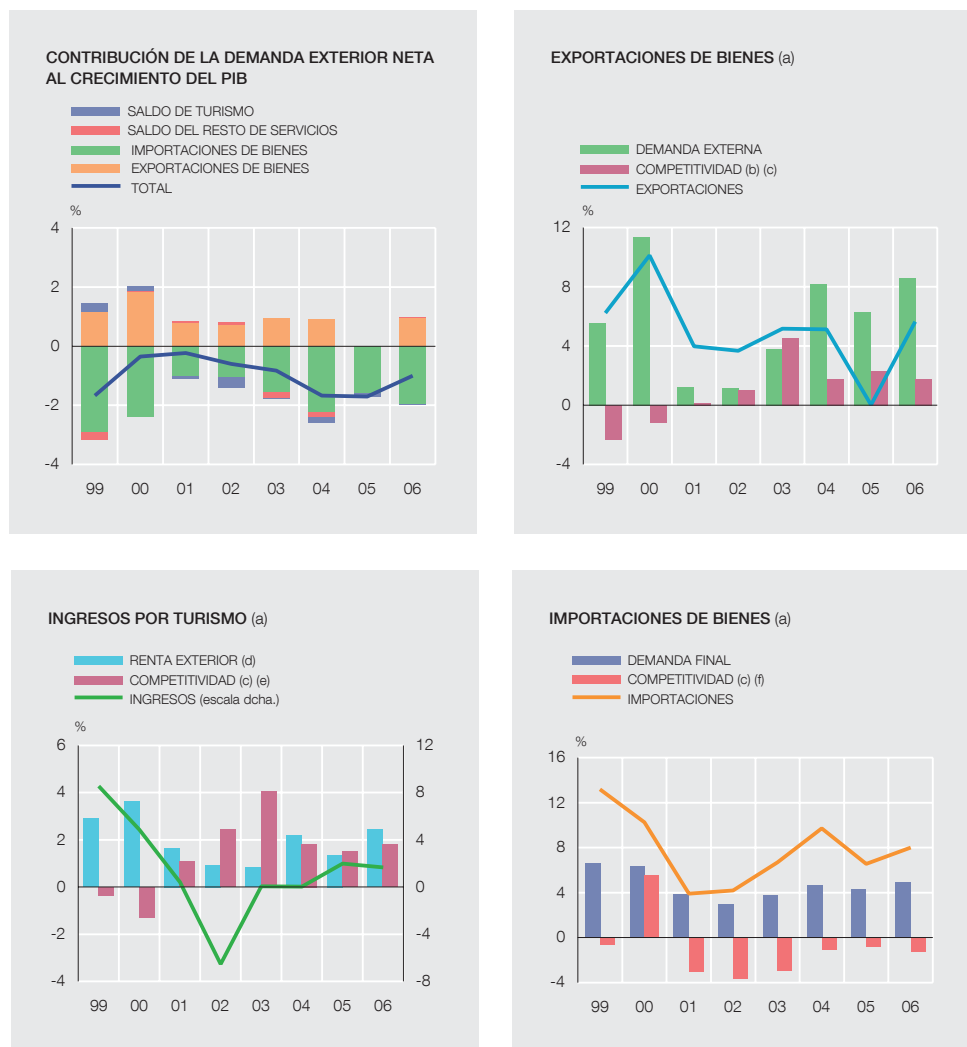 CONTRIBUCIÓN DE LA DEMANDA EXTERIOR NETA
AL CRECIMIENTO DEL PIB
SALDO DE TURISMO
SALDO DEL RESTO DE SERVICIOS
IMPORTACIONES DE BIENES
EXPORTACIONES DE BIENES
TOTAL
%
4
2
0
-2
-4
99 00 01 02 03 04 05 06
EXPORTACIONES DE BIENES (a)
DEMANDA EXTERNA
COMPETITIVIDAD (b) (c)
EXPORTACIONES
%
12
8
4
0
-4
99 00 01 02 03 04 05 06
INGRESOS POR TURISMO (a)
RENTA EXTERIOR (d)
COMPETITIVIDAD (c) (e)
INGRESOS (escala dcha.)
%
6 12
4 8
2 4
0 0
-2 -4
-4 -8
99 00 01 02 03 04 05 06
IMPORTACIONES DE BIENES (a)
DEMANDA FINAL
COMPETITIVIDAD (c) (f)
IMPORTACIONES
%
16
12
8
4
0
-4
99 00 01 02 03 04 05 06